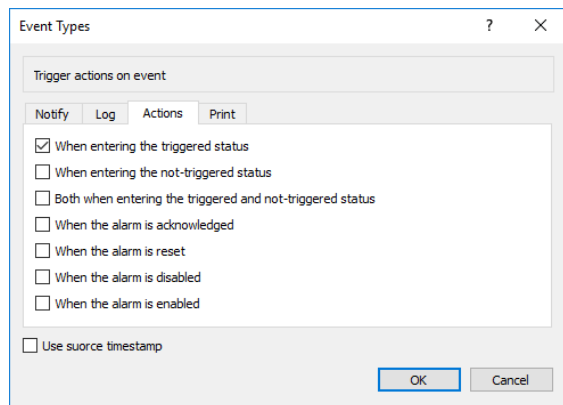 Event Types ? ×
Trigger actions on event
Notify Log Actions Print
When entering the triggered status
When entering the not-triggered status
Both when entering the triggered and not-triggered status
When the alarm is acknowledged
When the alarm is reset
When the alarm is disabled
When the alarm is enabled
Use suorce timestamp
OK Cancel